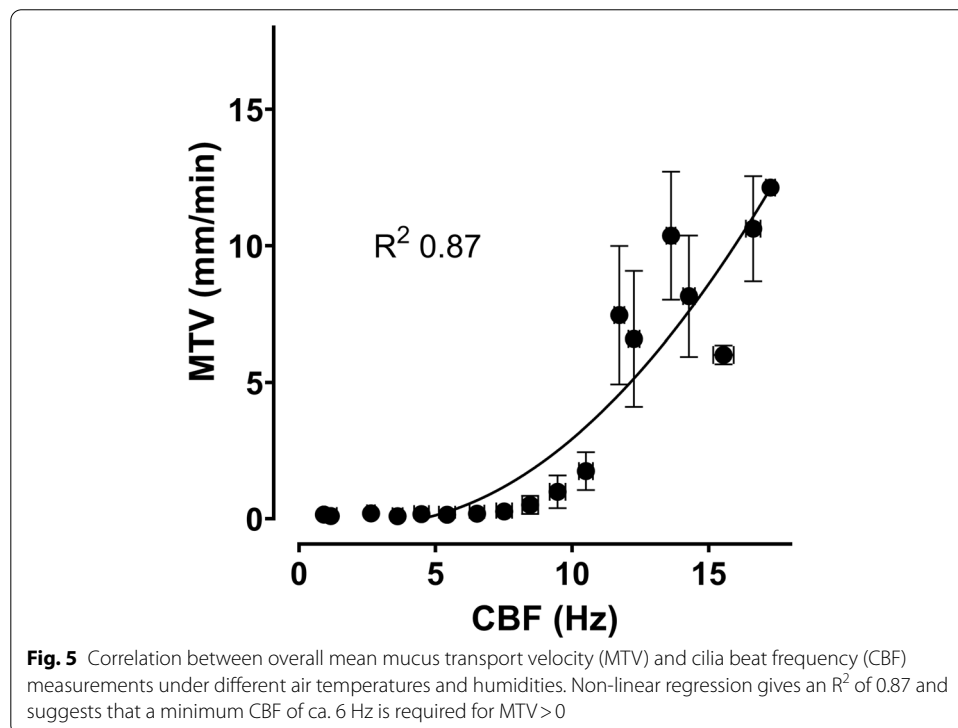 15
10
5
0
MTV (mm/min)
R² 0.87
0 5 10 15
CBF (Hz)
Fig. 5 Correlation between overall mean mucus transport velocity (MTV) and cilia beat frequency (CBF)
measurements under different air temperatures and humidities. Non-linear regression gives an R² of 0.87 and
suggests that a minimum CBF of ca. 6 Hz is required for MTV > 0